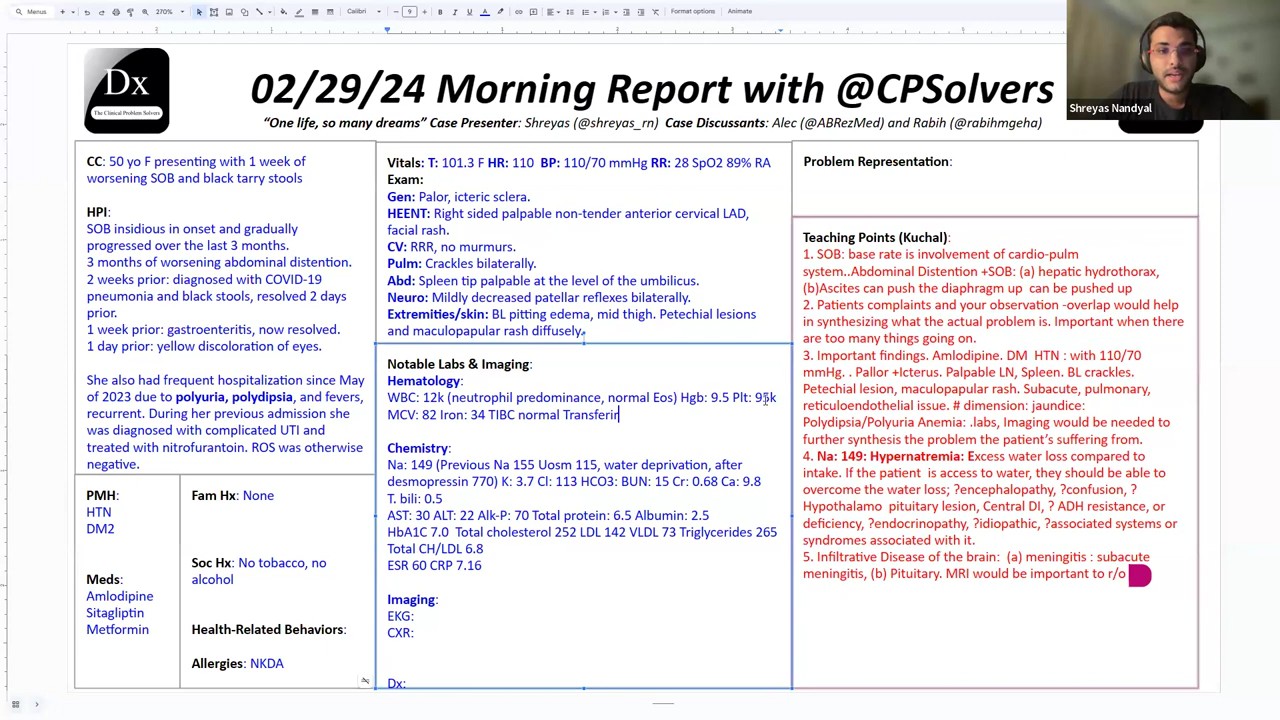 Menus
270%
Calibri
9
Format options
Animate
Dx
The Clinical Problem Solvers
02/29/24 Morning Report with @CPSolvers
“One life, so many dreams” Case Presenter: Shreyas (@shreyas_rn)  Case Discussants: Alec (@ABRezMed) and Rabih (@rabihmgeha)
Shreyas Nandyal
CC: 50 yo F presenting with 1 week of
worsening SOB and black tarry stools
HPI:
SOB insidious in onset and gradually
progressed over the last 3 months.
3 months of worsening abdominal distention.
2 weeks prior: diagnosed with COVID-19
pneumonia and black stools, resolved 2 days
prior.
1 week prior: gastroenteritis, now resolved.
1 day prior: yellow discoloration of eyes.
She also had frequent hospitalization since May
of 2023 due to polyuria, polydipsia, and fevers,
recurrent. During her previous admission she
was diagnosed with complicated UTI and
treated with nitrofurantoin. ROS was otherwise
negative.
PMH:
HTN
DM2
Meds:
Amlodipine
Sitagliptin
Metformin
Fam Hx: None
Soc Hx: No tobacco, no
alcohol
Health-Related Behaviors:
Allergies: NKDA
Vitals: T: 101.3 F HR: 110  BP: 110/70 mmHg RR: 28 SpO2 89% RA
Exam:
Gen: Palor, icteric sclera.
HEENT: Right sided palpable non-tender anterior cervical LAD,
facial rash.
CV: RRR, no murmurs.
Pulm: Crackles bilaterally.
Abd: Spleen tip palpable at the level of the umbilicus.
Neuro: Mildly decreased patellar reflexes bilaterally.
Extremities/skin: BL pitting edema, mid thigh. Petechial lesions
and maculopapular rash diffusely.
Notable Labs & Imaging:
Hematology:
WBC: 12k (neutrophil predominance, normal Eos) Hgb: 9.5 Plt:
MCV: 82 Iron: 34 TIBC normal Transferin
Chemistry:
Na: 149 (Previous Na 155 Uosm 115, water deprivation, after
desmopressin 770) K: 3.7 Cl: 113 HCO3: BUN: 15 Cr: 0.68 Ca: 9.8
T. bili: 0.5
AST: 30 ALT: 22 Alk-P: 70 Total protein: 6.5 Albumin: 2.5
HbA1C 7.0  Total cholesterol 252 LDL 142 VLDL 73 Triglycerides 265
Total CH/LDL 6.8
ESR 60 CRP 7.16
Imaging:
EKG:
CXR:
Dx:
Problem Representation:
Teaching Points (Kuchal):
1. SOB: base rate is involvement of cardio-pulm
system..Abdominal Distention +SOB: (a) hepatic hydrothorax,
(b)Ascites can push the diaphragm up  can be pushed up
2. Patients complaints and your observation -overlap would help
in synthesizing what the actual problem is. Important when there
are too many things going on.
3. Important findings. Amlodipine. DM  HTN : with 110/70
mmHg. . Pallor +Icterus. Palpable LN, Spleen. BL crackles.
Petechial lesion, maculopapular rash. Subacute, pulmonary,
reticuloendothelial issue. # dimension: jaundice:
Polydipsia/Polyuria Anemia: .labs, Imaging would be needed to
further synthesis the problem the patient’s suffering from.
4. Na: 149: Hypernatremia: Excess water loss compared to
intake. If the patient  is access to water, they should be able to
overcome the water loss; ?encephalopathy, ?confusion, ?
Hypothalamo  pituitary lesion, Central DI, ? ADH resistance, or
deficiency, ?endocrinopathy, ?idiopathic, ?associated systems or
syndromes associated with it.
5. Infiltrative Disease of the brain:  (a) meningitis : subacute
meningitis, (b) Pituitary. MRI would be important to r/o